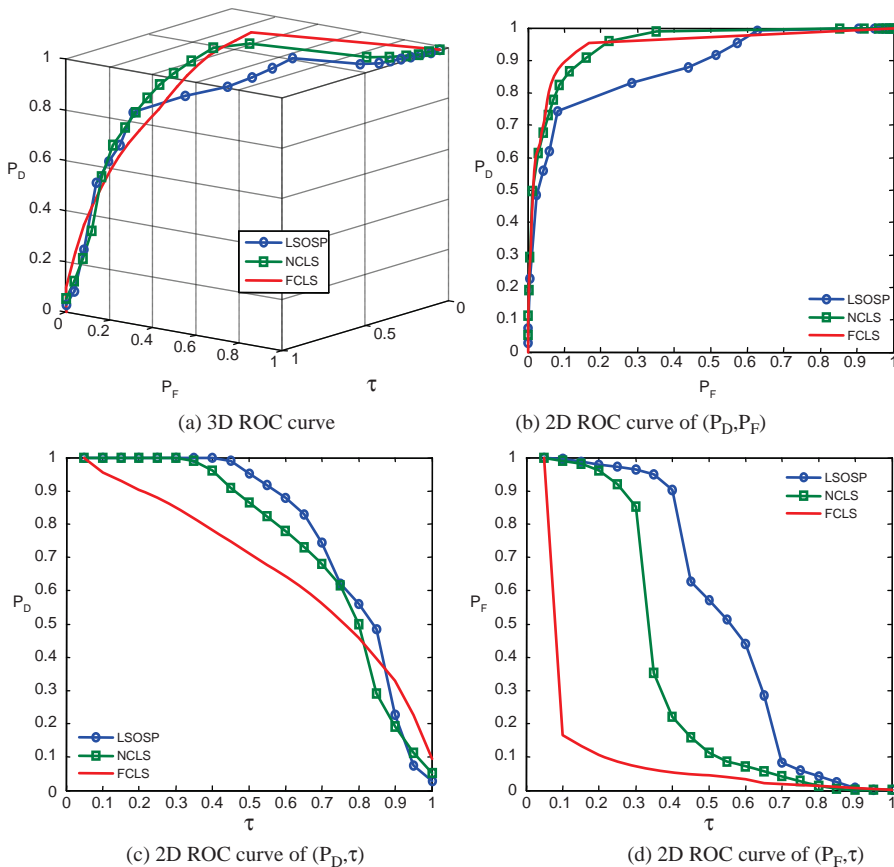 1
0.8
0.6
P_D
0.4
0.2
0
0
0.2
0.4
0.6
0.8
1
1
0.5
0
P_F
τ
LSOSP
NCLS
FCLS
(a) 3D ROC curve
1
0.9
0.8
0.7
0.6
P_D
0.5
0.4
0.3
0.2
0.1
0
0 0.1 0.2 0.3 0.4 0.5 0.6 0.7 0.8 0.9 1
P_F
LSOSP
NCLS
FCLS
(b) 2D ROC curve of (P_D,P_F)
1
0.9
0.8
0.7
0.6
P_D
0.5
0.4
0.3
0.2
0.1
0
0 0.1 0.2 0.3 0.4 0.5 0.6 0.7 0.8 0.9 1
τ
LSOSP
NCLS
FCLS
(c) 2D ROC curve of (P_D,τ)
1
0.9
0.8
0.7
0.6
P_F
0.5
0.4
0.3
0.2
0.1
0
0 0.1 0.2 0.3 0.4 0.5 0.6 0.7 0.8 0.9 1
τ
LSOSP
NCLS
FCLS
(d) 2D ROC curve of (P_F,τ)